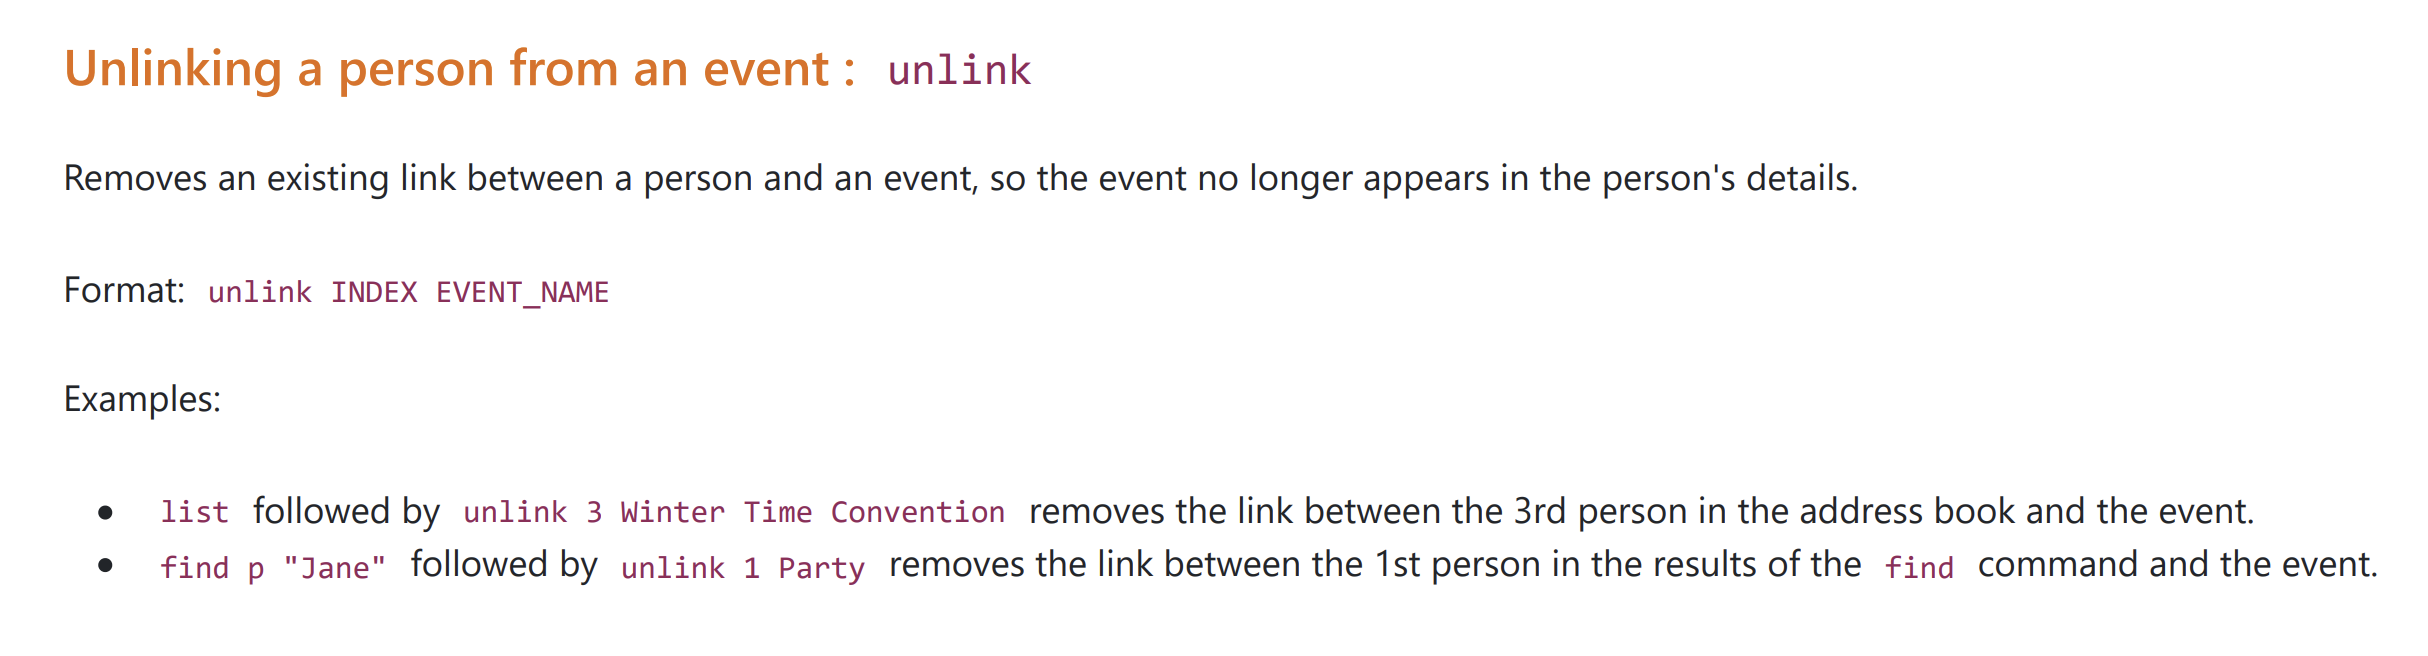 Unlinking a person from an event : unlink
Removes an existing link between a person and an event, so the event no longer appears in the person's details.
Format: unlink INDEX EVENT_NAME
Examples:
• list followed by unlink 3 Winter Time Convention removes the link between the 3rd person in the address book and the event.
• find p "Jane" followed by unlink 1 Party removes the link between the 1st person in the results of the find command and the event.